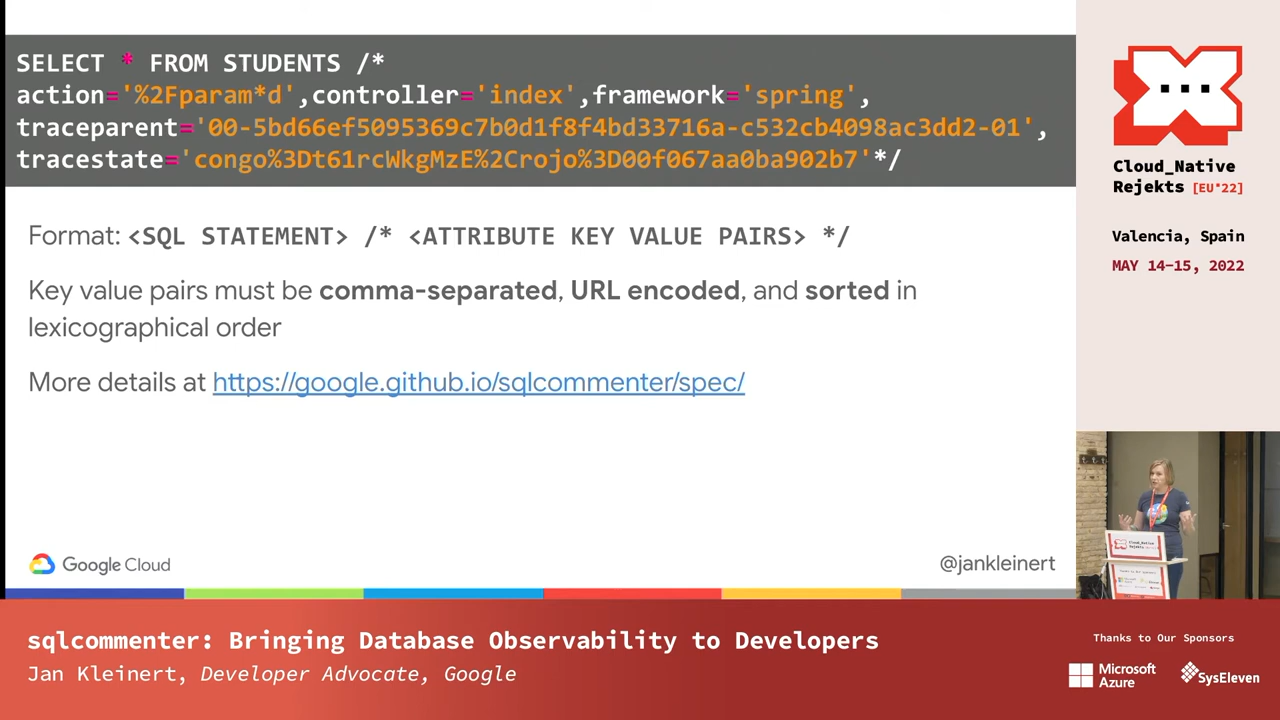 SELECT * FROM STUDENTS /*
action='%2Fparam*d',controller='index',framework='spring',
traceparent='00-5bd66ef5095369c7b0d1f8f4bd33716a-c532cb4098ac3dd2-01',
tracestate='congo%3Dt61rcWkgMzE%2Crojo%3D00f067aa0ba902b7'*/
Format: <SQL STATEMENT> /* <ATTRIBUTE KEY VALUE PAIRS> */
Key value pairs must be comma-separated, URL encoded, and sorted in
lexicographical order
More details at https://google.github.io/sqlcommenter/spec/
Google Cloud
@jankleinert
Cloud_Native
Rejekts [EU*22]
Valencia, Spain
MAY 14-15, 2022
Cloud_Native
Rejekts
sqlcommenter: Bringing Database Observability to Developers
Jan Kleinert, Developer Advocate, Google
Thanks to Our Sponsors
Microsoft
Azure
SysEleven